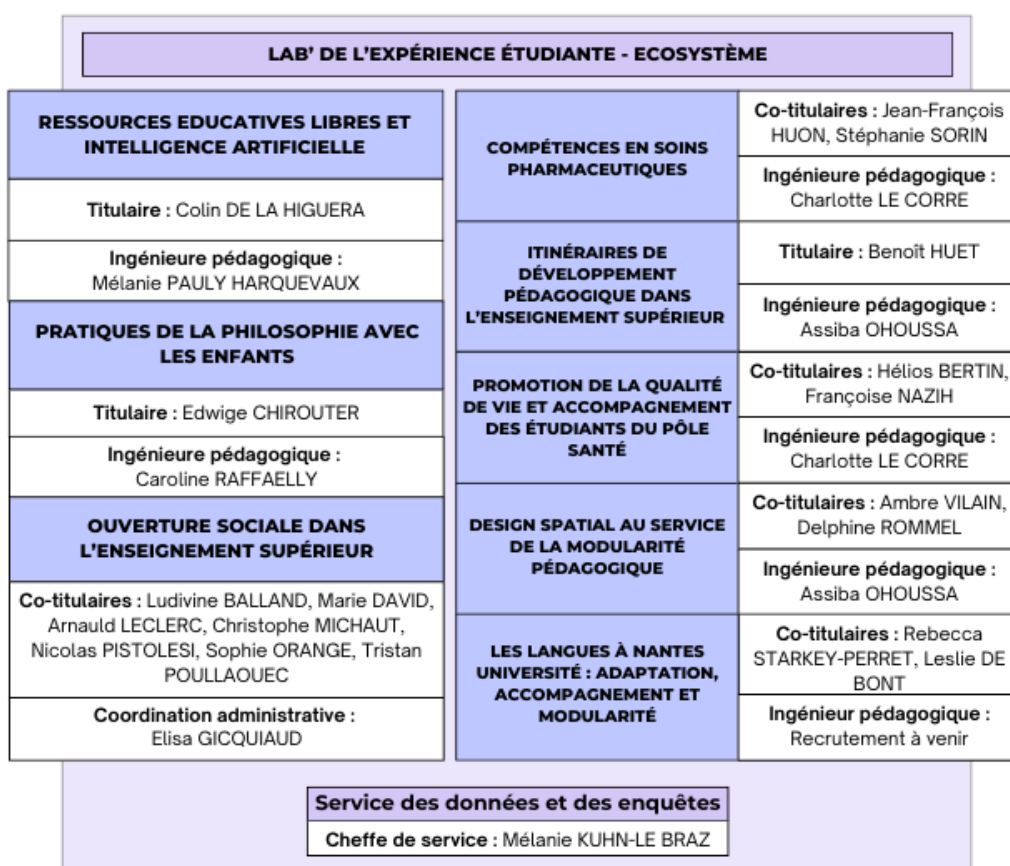 LAB' DE L'EXPÉRIENCE ÉTUDIANTE - ECOSYSTÈME
RESSOURCES EDUCATIVES LIBRES ET
INTELLIGENCE ARTIFICIELLE
Titulaire : Colin DE LA HIGUERA
Ingénieure pédagogique :
Mélanie PAULY HARQUEVAUX
PRATIQUES DE LA PHILOSOPHIE AVEC
LES ENFANTS
Titulaire : Edwige CHIROUTER
Ingénieure pédagogique :
Caroline RAFFAELLY
OUVERTURE SOCIALE DANS
L'ENSEIGNEMENT SUPÉRIEUR
Co-titulaires : Ludivine BALLAND, Marie DAVID,
Arnauld LECLERC, Christophe MICHAUT,
Nicolas PISTOLESI, Sophie ORANGE, Tristan
POULLAOUEC
Coordination administrative :
Elisa GICQUIAUD
COMPÉTENCES EN SOINS
PHARMACEUTIQUES
Co-titulaires : Jean-François
HUON, Stéphanie SORIN
Ingénieure pédagogique :
Charlotte LE CORRE
ITINÉRAIRES DE
DÉVELOPPEMENT
PÉDAGOGIQUE DANS
L'ENSEIGNEMENT SUPÉRIEUR
Titulaire : Benoît HUET
Ingénieure pédagogique :
Assiba OHOUSSA
PROMOTION DE LA QUALITÉ
DE VIE ET ACCOMPAGNEMENT
DES ÉTUDIANTS DU PÔLE
SANTÉ
Co-titulaires : Hélios BERTIN,
Françoise NAZIH
Ingénieure pédagogique :
Charlotte LE CORRE
DESIGN SPATIAL AU SERVICE
DE LA MODULARITÉ
PÉDAGOGIQUE
Co-titulaires : Ambre VILAIN,
Delphine ROMMEL
Ingénieure pédagogique :
Assiba OHOUSSA
LES LANGUES À NANTES
UNIVERSITÉ : ADAPTATION,
ACCOMPAGNEMENT ET
MODULARITÉ
Co-titulaires : Rebecca
STARKEY-PERRET, Leslie DE
BONT
Ingénieur pédagogique :
Recrutement à venir
Service des données et des enquêtes
Cheffe de service : Mélanie KUHN-LE BRAZ